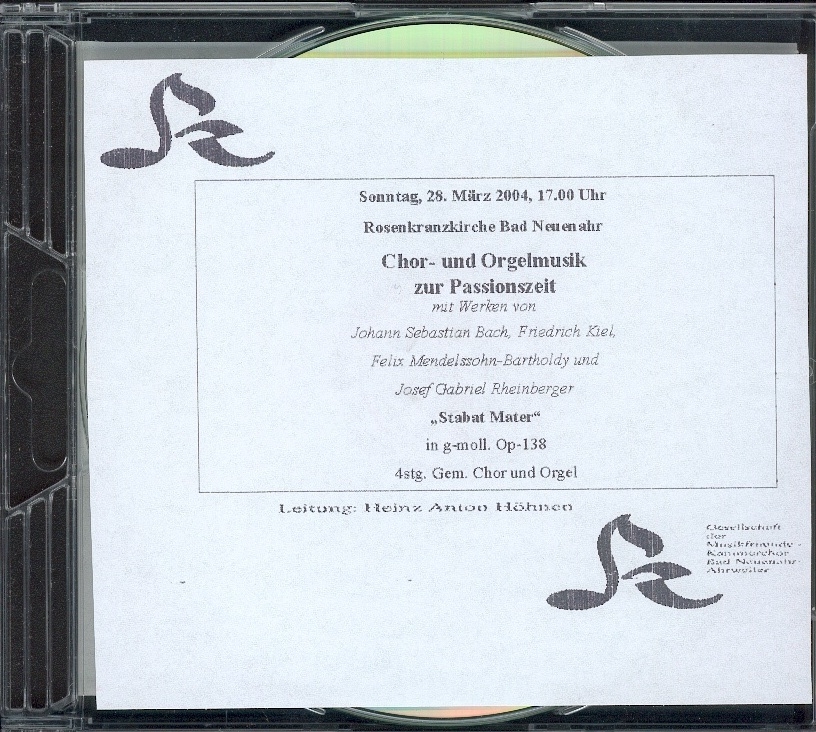 Sonntag, 28. März 2004, 17.00 Uhr
Rosenkranzkirche Bad Neuenahr
Chor- und Orgelmusik
zur Passionszeit
mit Werken von
Johann Sebastian Bach, Friedrich Kiel,
Felix Mendelssohn-Bartholdy und
Josef Gabriel Rheinberger
„Stabat Mater“
in g-moll. Op-138
4stg. Gem. Chor und Orgel
Leitung: Heinz Anton Höhnen
Gesellschaft
der
Musikfreunde -
Kammerchor
Bad Neuenahr-
Ahrweiler